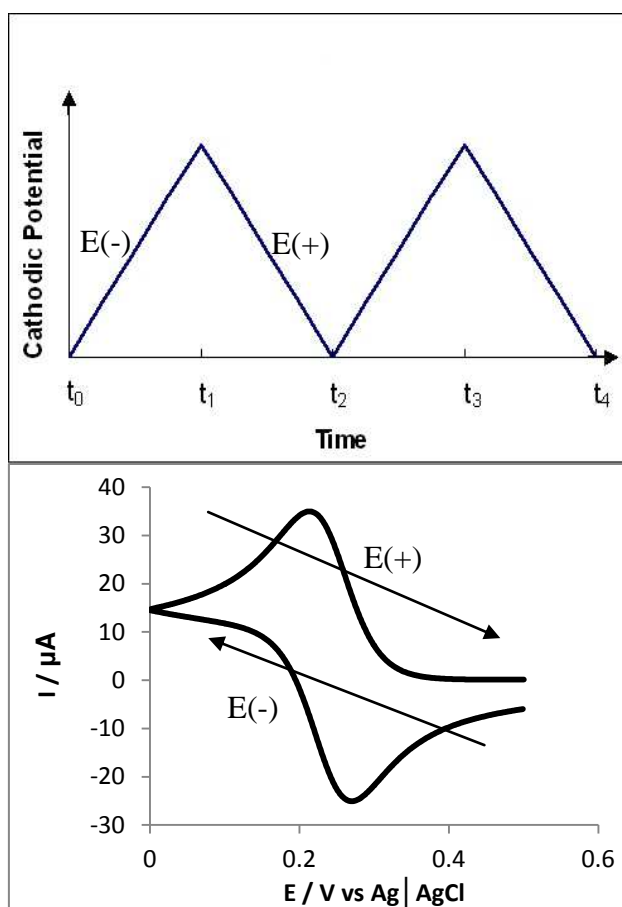 Cathodic Potential
E(-)
E(+)
t0
t1
t2
t3
t4
Time
I / µA
40
30
20
10
0
-10
-20
-30
E(+)
E(-)
0
0.2
0.4
0.6
E / V vs Ag│AgCl